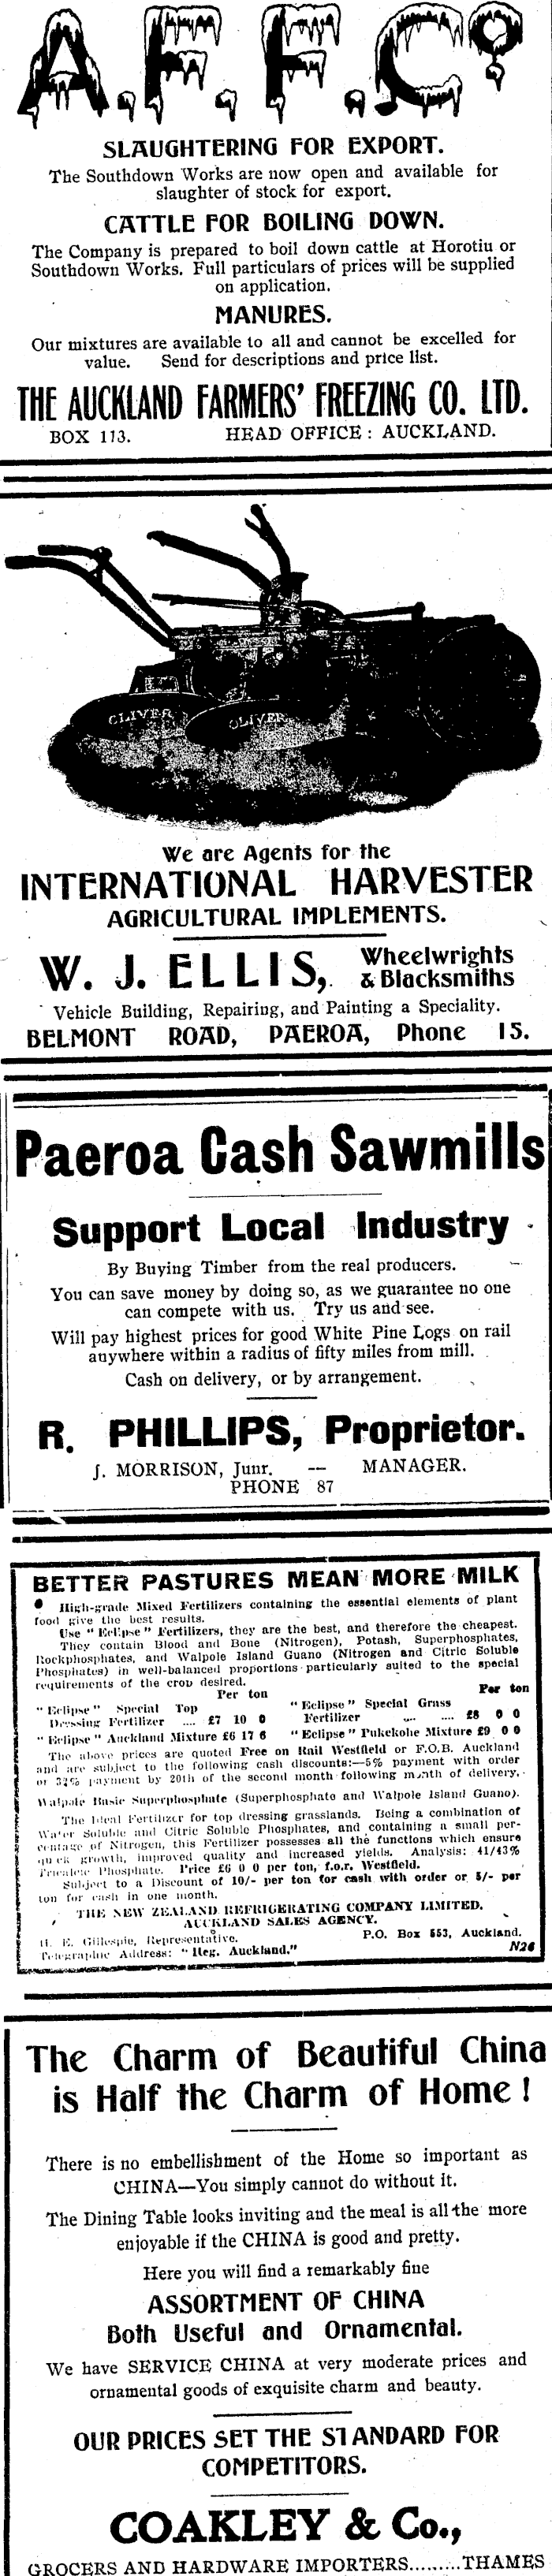 A.F.F.Co.
SLAUGHTERING FOR EXPORT.
The Southdown Works are now open and available for
slaughter of stock for export.
CATTLE FOR BOILING DOWN.
The Company is prepared to boil down cattle at Horotiu or
Southdown Works. Full particulars of prices will be supplied
on application.
MANURES.
Our mixtures are available to all and cannot be excelled for
value. Send for descriptions and price list.
THE AUCKLAND FARMERS' FREEZING CO. LTD.
BOX 113. HEAD OFFICE: AUCKLAND.
OLIVER OLIVER
We are Agents for the
INTERNATIONAL HARVESTER
AGRICULTURAL IMPLEMENTS.
W. J. ELLIS, Wheelwrights
& Blacksmiths
Vehicle Building, Repairing, and Painting a Speciality.
BELMONT ROAD, PAEROA, Phone 15.
Paeroa Cash Sawmills
Support Local Industry
By Buying Timber from the real producers.
You can save money by doing so, as we guarantee no one
can compete with us. Try us and see.
Will pay highest prices for good White Pine Logs on rail
anywhere within a radius of fifty miles from mill.
Cash on delivery, or by arrangement.
R. PHILLIPS, Proprietor.
J. MORRISON, Junr. — MANAGER.
PHONE 87
BETTER PASTURES MEAN MORE MILK
High-grade Mixed Fertilizers containing the essential elements of plant
food give the best results.
Use "Eclipse" Fertilizers, they are the best, and therefore the cheapest.
They contain Blood and Bone (Nitrogen), Potash, Superphosphates,
Rockphosphates, and Walpole Island Guano (Nitrogen and Citric Soluble
Phosphates) in well-balanced proportions particularly suited to the special
requirements of the crop desired.
Per ton Per ton
"Eclipse" Special Top "Eclipse" Special Grass
Dressing Fertilizer .... £7 10 0 Fertilizer .... .... £8 0 0
"Eclipse" Auckland Mixture £6 17 6 "Eclipse" Pukekohe Mixture £9 0 0
The above prices are quoted Free on Rail Westfield or F.O.B. Auckland
and are subject to the following cash discounts:—5% payment with order
or 3¾% payment by 20th of the second month following month of delivery.
Walpole Basic Superphosphate (Superphosphate and Walpole Island Guano).
The Ideal Fertilizer for top dressing grasslands. Being a combination of
Water Soluble and Citric Soluble Phosphates, and containing a small per-
centage of Nitrogen, this Fertilizer possesses all the functions which ensure
quick growth, improved quality and increased yields. Analysis: 41/43%
Tricalcic Phosphate. Price £6 0 0 per ton, f.o.r. Westfield.
Subject to a Discount of 10/- per ton for cash with order or 5/- per
ton for cash in one month.
THE NEW ZEALAND REFRIGERATING COMPANY LIMITED.
AUCKLAND SALES AGENCY.
H. E. Gillespie, Representative. P.O. Box 553, Auckland.
Telegraphic Address: "Reg. Auckland." N26
The Charm of Beautiful China
is Half the Charm of Home!
There is no embellishment of the Home so important as
CHINA—You simply cannot do without it.
The Dining Table looks inviting and the meal is all the more
enjoyable if the CHINA is good and pretty.
Here you will find a remarkably fine
ASSORTMENT OF CHINA
Both Useful and Ornamental.
We have SERVICE CHINA at very moderate prices and
ornamental goods of exquisite charm and beauty.
OUR PRICES SET THE STANDARD FOR
COMPETITORS.
COAKLEY & Co.,
GROCERS AND HARDWARE IMPORTERS.........THAMES